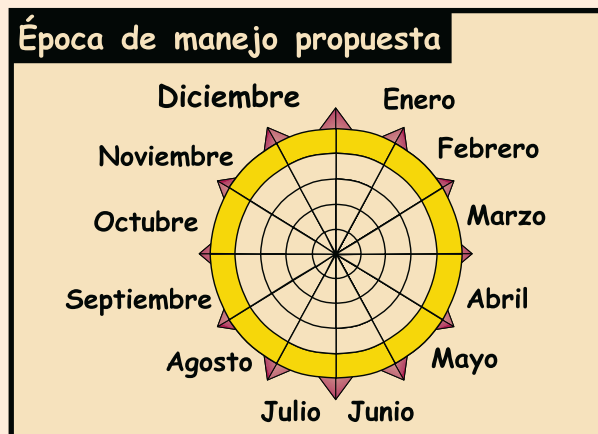 Época de manejo propuesta
Diciembre
Enero
Noviembre
Febrero
Octubre
Marzo
Septiembre
Abril
Agosto
Mayo
Julio
Junio